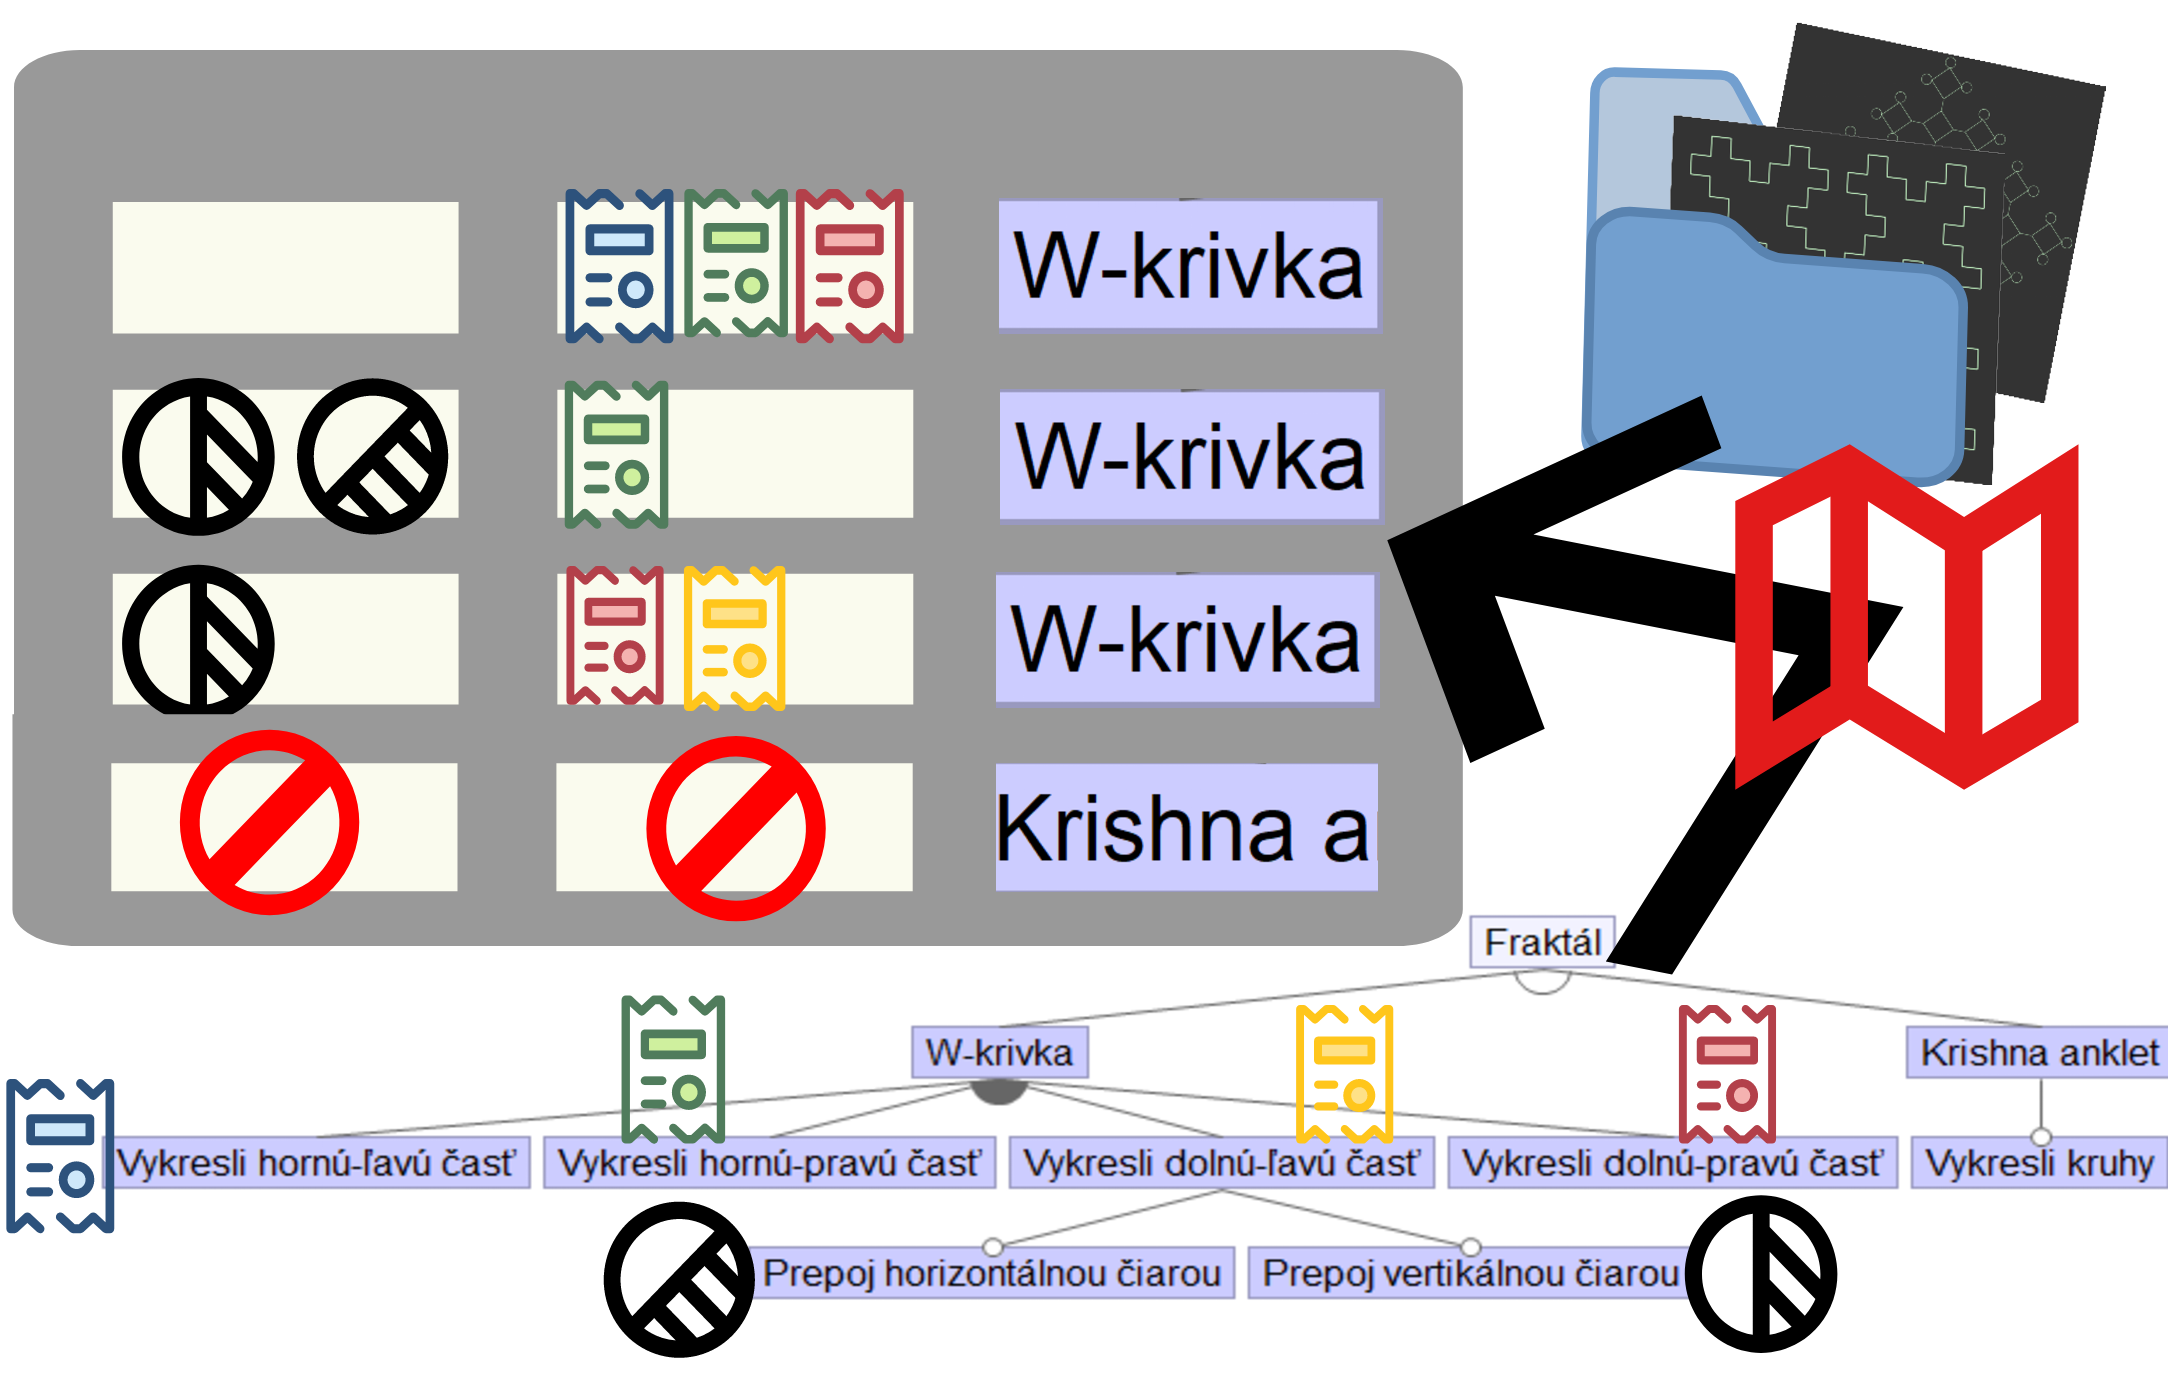 W-krivka
W-krivka
W-krivka
Krishna a
Fraktál
W-krivka
Krishna anklet
Vykresli hornú-ľavú časť
Vykresli hornú-pravú časť
Vykresli dolnú-ľavú časť
Vykresli dolnú-pravú časť
Vykresli kruhy
Prepoj horizontálnou čiarou
Prepoj vertikálnou čiarou